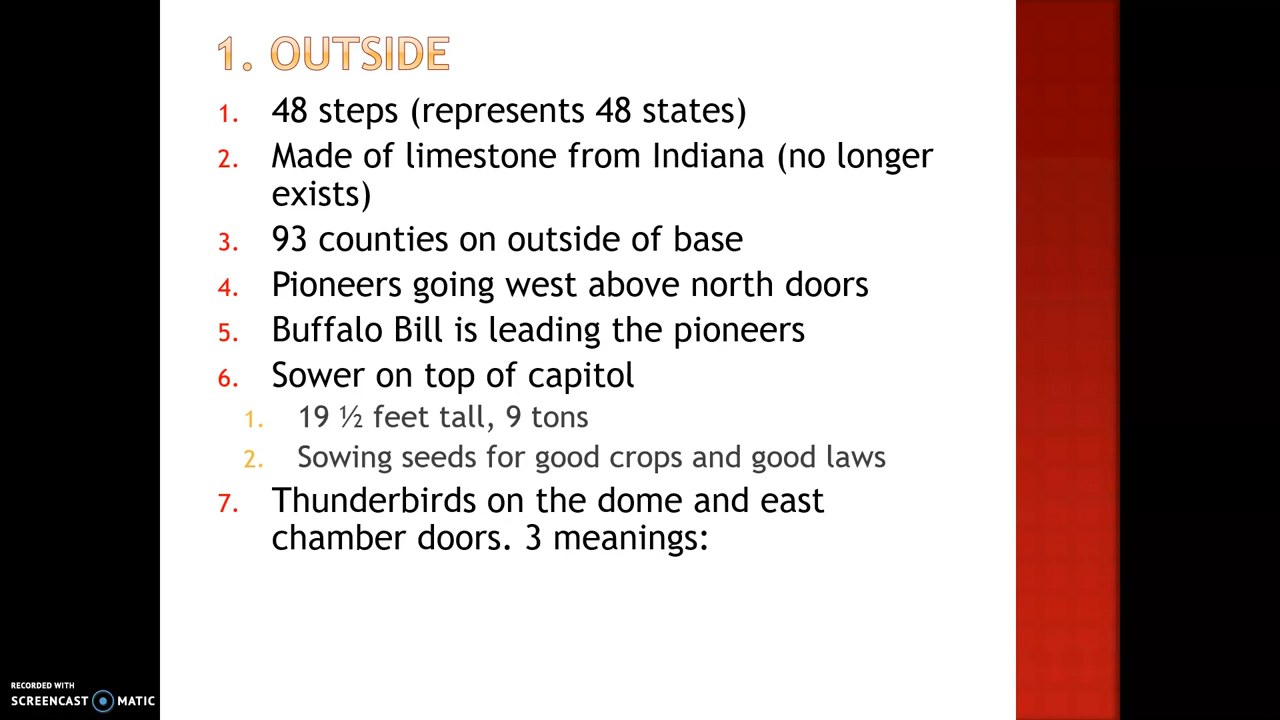 1. OUTSIDE
1. 48 steps (represents 48 states)
2. Made of limestone from Indiana (no longer
exists)
3. 93 counties on outside of base
4. Pioneers going west above north doors
5. Buffalo Bill is leading the pioneers
6. Sower on top of capitol
1. 19 ½ feet tall, 9 tons
2. Sowing seeds for good crops and good laws
7. Thunderbirds on the dome and east
chamber doors. 3 meanings:
RECORDED WITH
SCREENCAST MATIC